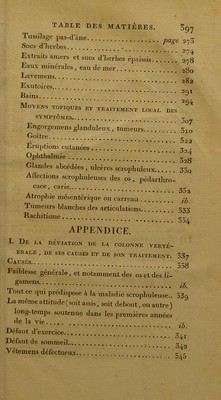 TABLE DES MATIÈRES. 397
Tussilage pas-d'âne page 273
Sucs d'herbes 274
Extraits amers et sucs d'herbes épaissis 278
Eaux minérales, eau de mer 280
Lavemens 282
Exutoires 291
Bains 294
MOYENS TOPIQUES ET TRAITEMENT LOCAL DES
SYMPTÔMES 307
Engorgemens glanduleux, tumeurs 310
Goître 322
Éruptions cutanées 324
Ophthalmie 328
Glandes abcédées, ulcères scrophuleux 330
Affections scrophuleuses des os, pédarthro-
cace, carie 332
Atrophie mésentérique ou carreau ib.
Tumeurs blanches des articulations 333
Rachitisme 334
APPENDICE.
I. DE LA DÉVIATION DE LA COLONNE VERTÉ-
BRALE, DE SES CAUSES ET DE SON TRAITEMENT. 337
CAUSES 338
Faiblesse générale, et notamment des os et des li-
gamens ib.
Tout ce qui prédispose à la maladie scrophuleuse 339
La même attitude (soit assis, soit debout, ou autre)
long-temps soutenue dans les premières années
de la vie ib.
Défaut d'exercice 341
Défaut de sommeil 342
Vêtemens défectueux 345